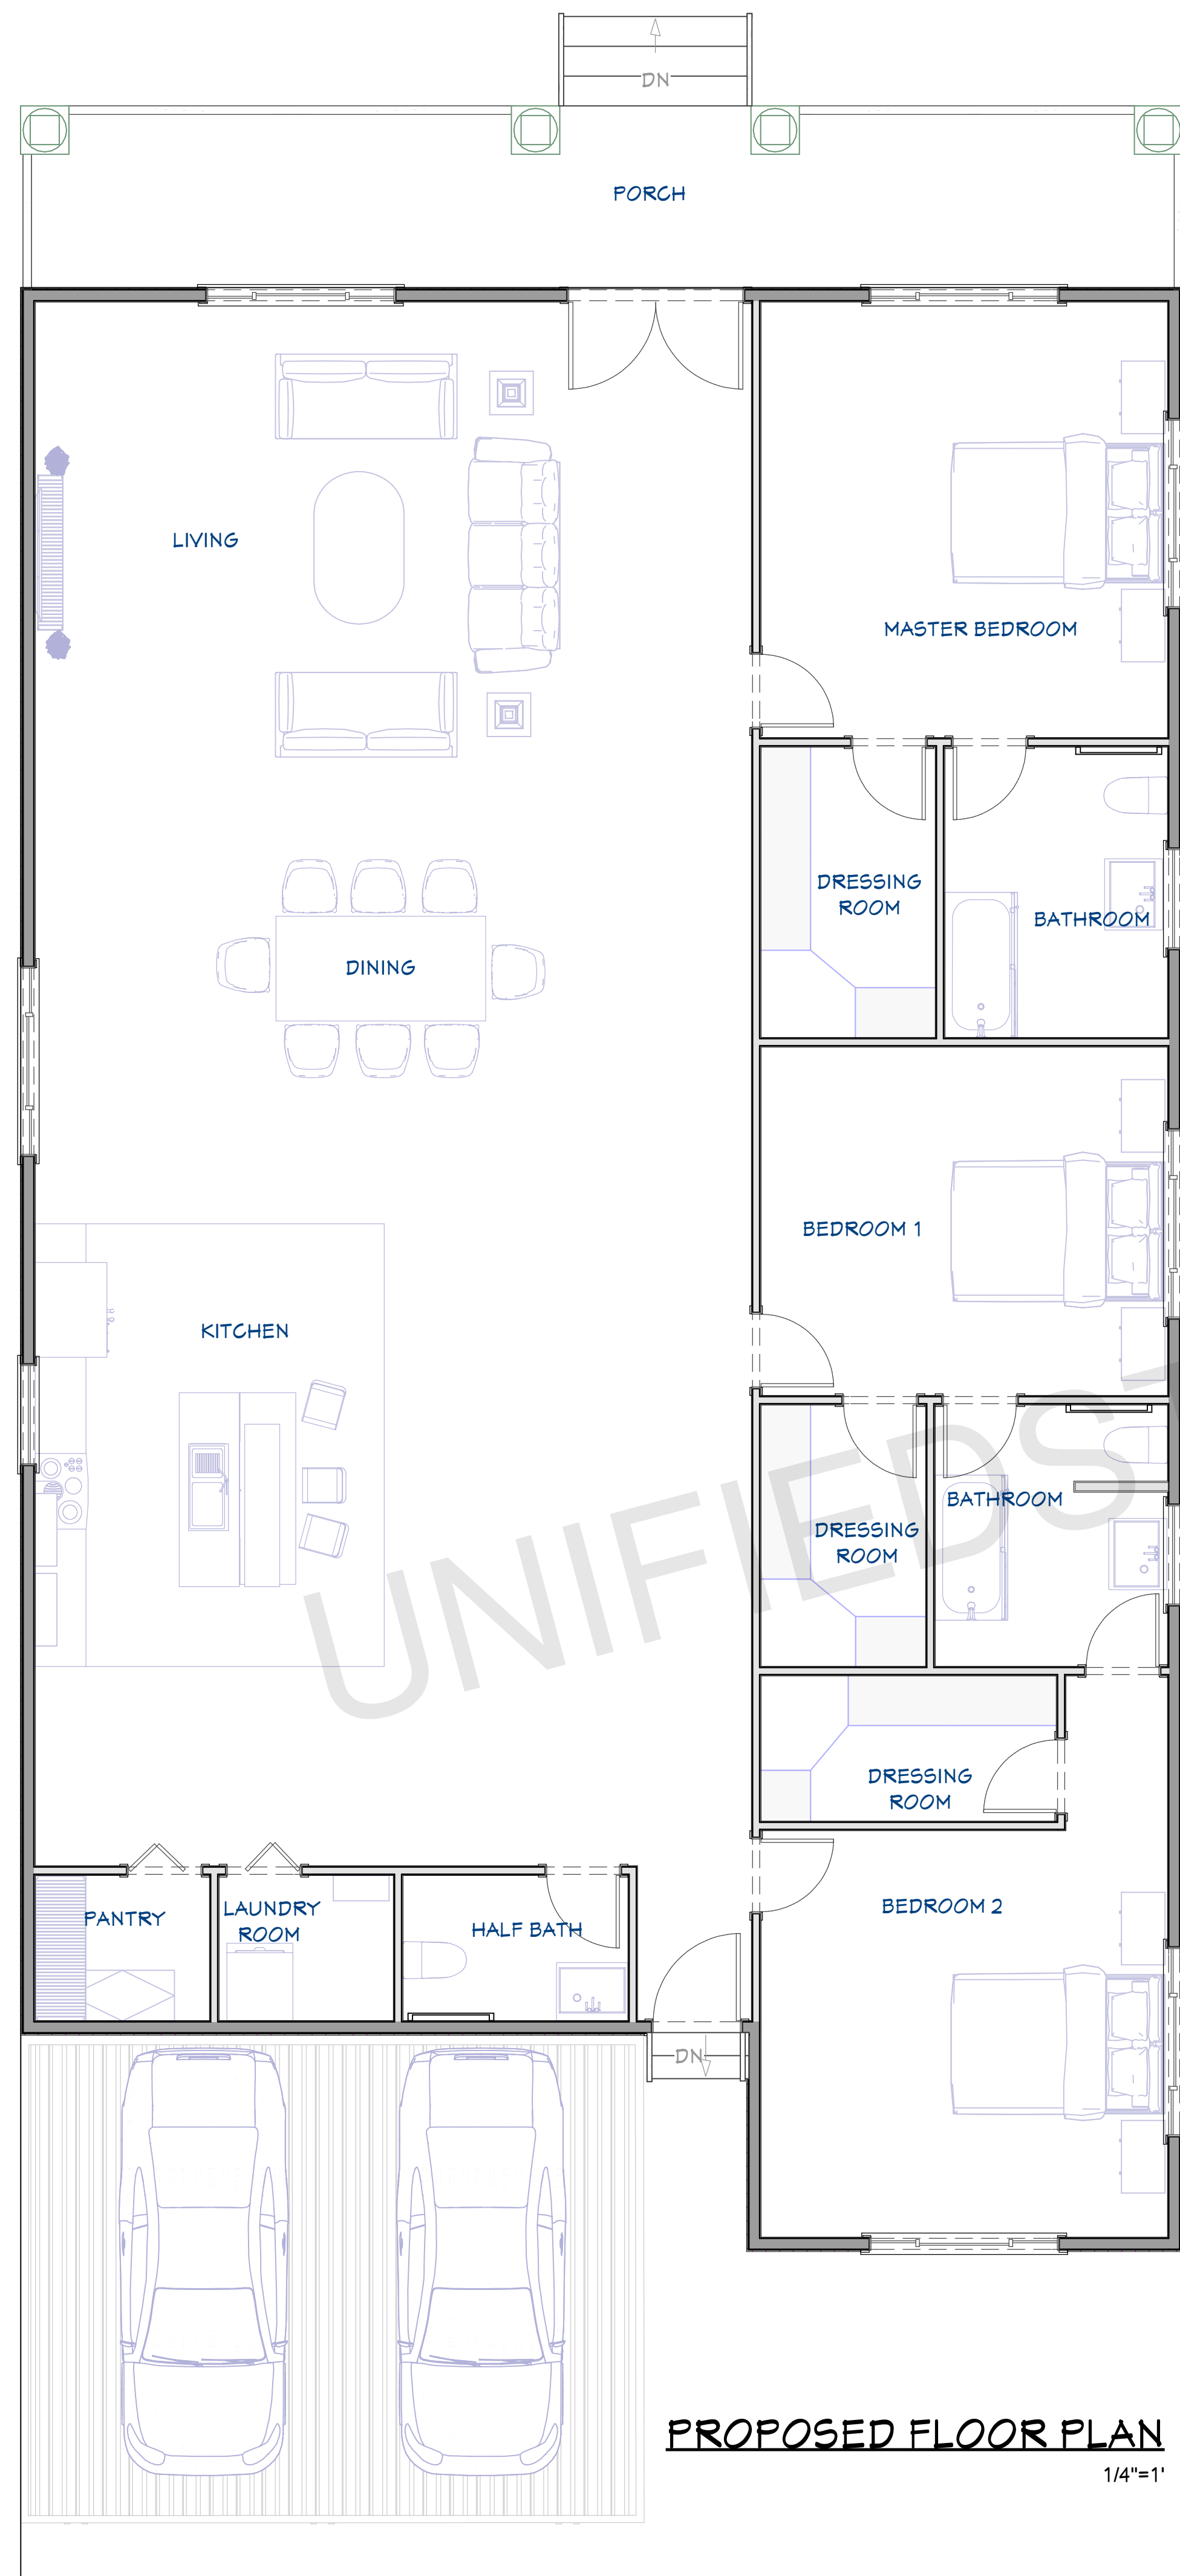 DN
PORCH
LIVING
MASTER BEDROOM
DRESSING
ROOM
BATHROOM
DINING
BEDROOM 1
KITCHEN
BATHROOM
DRESSING
ROOM
UNIFIEDS
DRESSING
ROOM
BEDROOM 2
PANTRY
LAUNDRY
ROOM
HALF BATH
DN
PROPOSED FLOOR PLAN
1/4"=1'